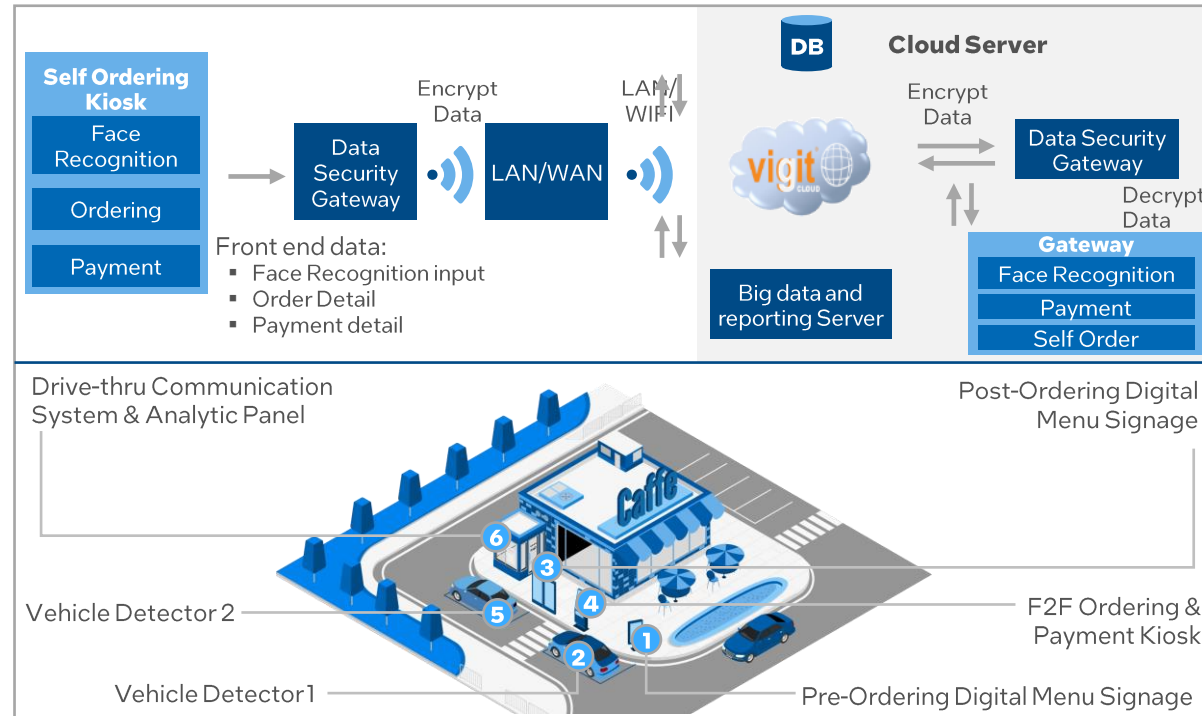 Self Ordering
Kiosk
Face
Recognition
Ordering
Payment
Data
Security
Gateway
Encrypt
Data
LAN/WAN
LAN/
WIFI
Front end data:
▪ Face Recognition input
▪ Order Detail
▪ Payment detail
DB
Cloud Server
vigit
CLOUD
Encrypt
Data
Data Security
Gateway
Decrypt
Data
Gateway
Face Recognition
Payment
Self Order
Big data and
reporting Server
Drive-thru Communication
System & Analytic Panel
Post-Ordering Digital
Menu Signage
Caffe
6
3
5
4
2
1
Vehicle Detector 2
F2F Ordering &
Payment Kiosk
Vehicle Detector1
Pre-Ordering Digital Menu Signage